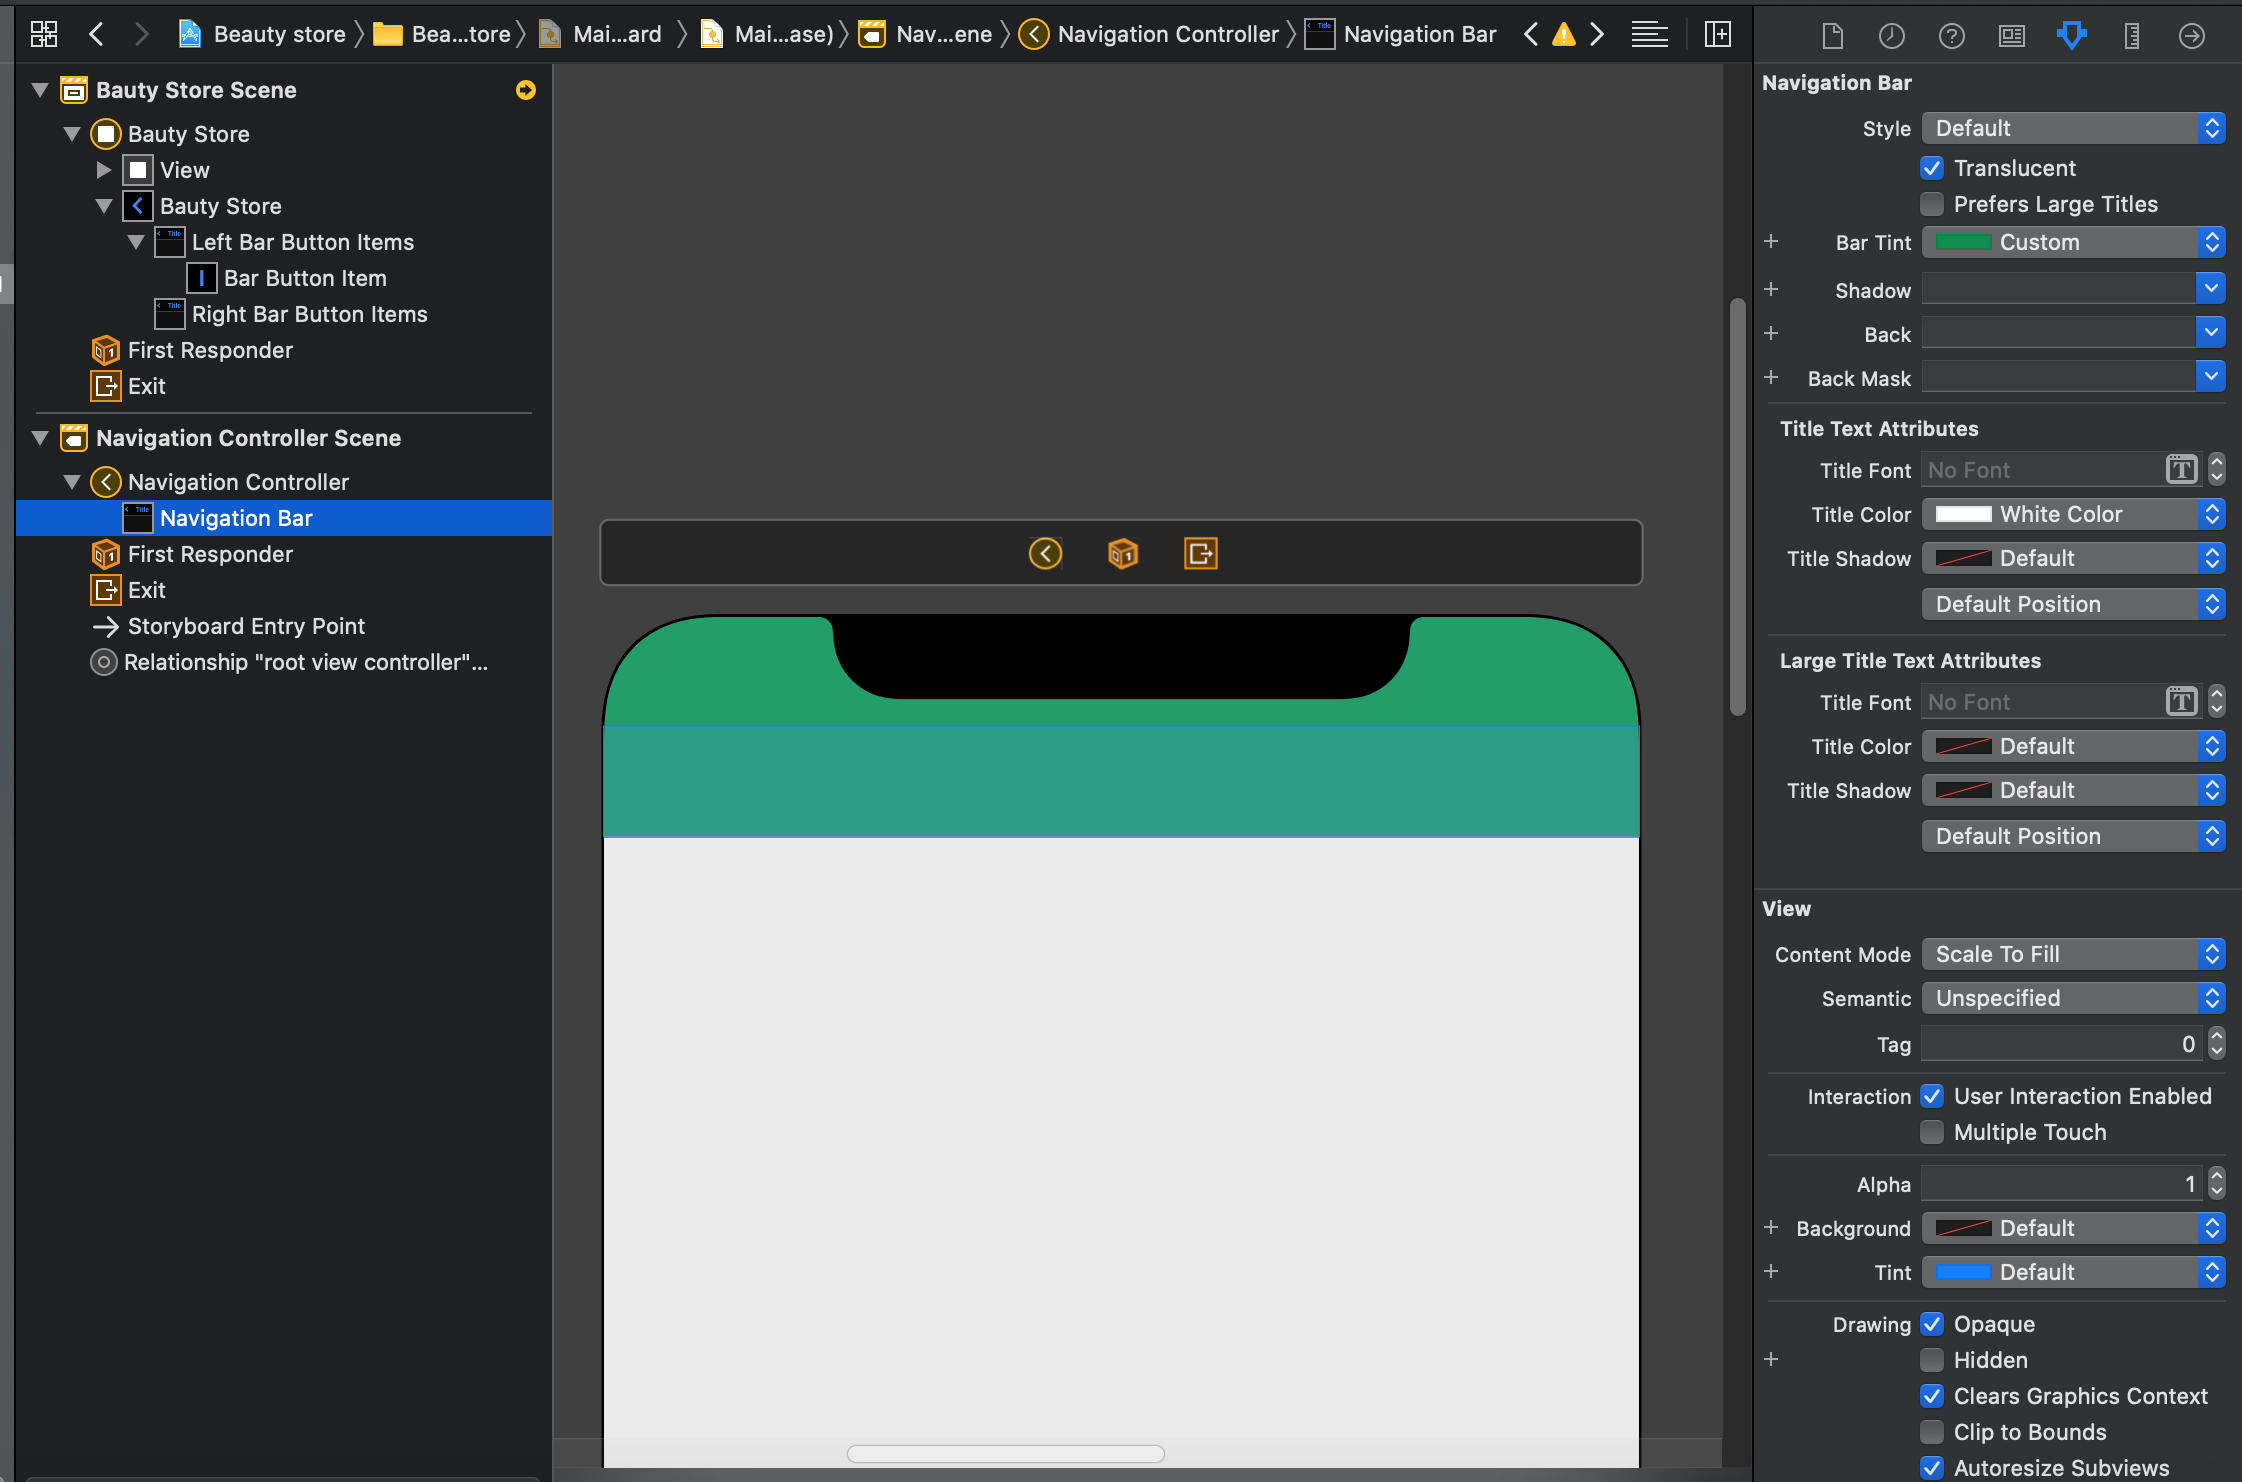 Beauty store
Bea...tore
Mai...ard
Mai...ase)
Nav...ene
Navigation Controller
Navigation Bar
Bauty Store Scene
Bauty Store
View
Bauty Store
Left Bar Button Items
Bar Button Item
Right Bar Button Items
First Responder
Exit
Navigation Controller Scene
Navigation Controller
Navigation Bar
First Responder
Exit
Storyboard Entry Point
Relationship "root view controller"...
Navigation Bar
Style Default
Translucent
Prefers Large Titles
Bar Tint Custom
Shadow
Back
Back Mask
Title Text Attributes
Title Font No Font
Title Color White Color
Title Shadow Default
Default Position
Large Title Text Attributes
Title Font No Font
Title Color Default
Title Shadow Default
Default Position
View
Content Mode Scale To Fill
Semantic Unspecified
Tag 0
Interaction User Interaction Enabled
Multiple Touch
Alpha 1
Background Default
Tint Default
Drawing Opaque
Hidden
Clears Graphics Context
Clip to Bounds
Autoresize Subviews